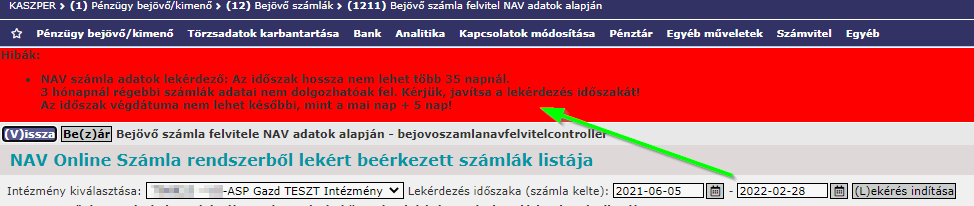 KASZPER > (1) Pénzügy bejövő/kimenő > (12) Bejövő számlák > (1211) Bejövő számla felvitel NAV adatok alapján
Pénzügy bejövő/kimenő Törzsadatok karbantartása Bank Analitika Kapcsolatok módosítása Pénztár Egyéb műveletek Számvitel Egyéb
Hibák:
• NAV számla adatok lekérdező: Az időszak hossza nem lehet több 35 napnál.
3 hónapnál régebbi számlák adatai nem dolgozhatóak fel. Kérjük, javítsa a lekérdezés időszakát!
Az időszak végdátuma nem lehet későbbi, mint a mai nap + 5 nap!
(V)issza Be(z)ár Bejövő számla felvitele NAV adatok alapján - bejovoszamlanavfelvitelcontroller
NAV Online Számla rendszerből lekért beérkezett számlák listája
Intézmény kiválasztása: -ASP Gazd TESZT Intézmény Lekérdezés időszaka (számla kelte): 2021-06-05 - 2022-02-28 (L)ekérés indítása